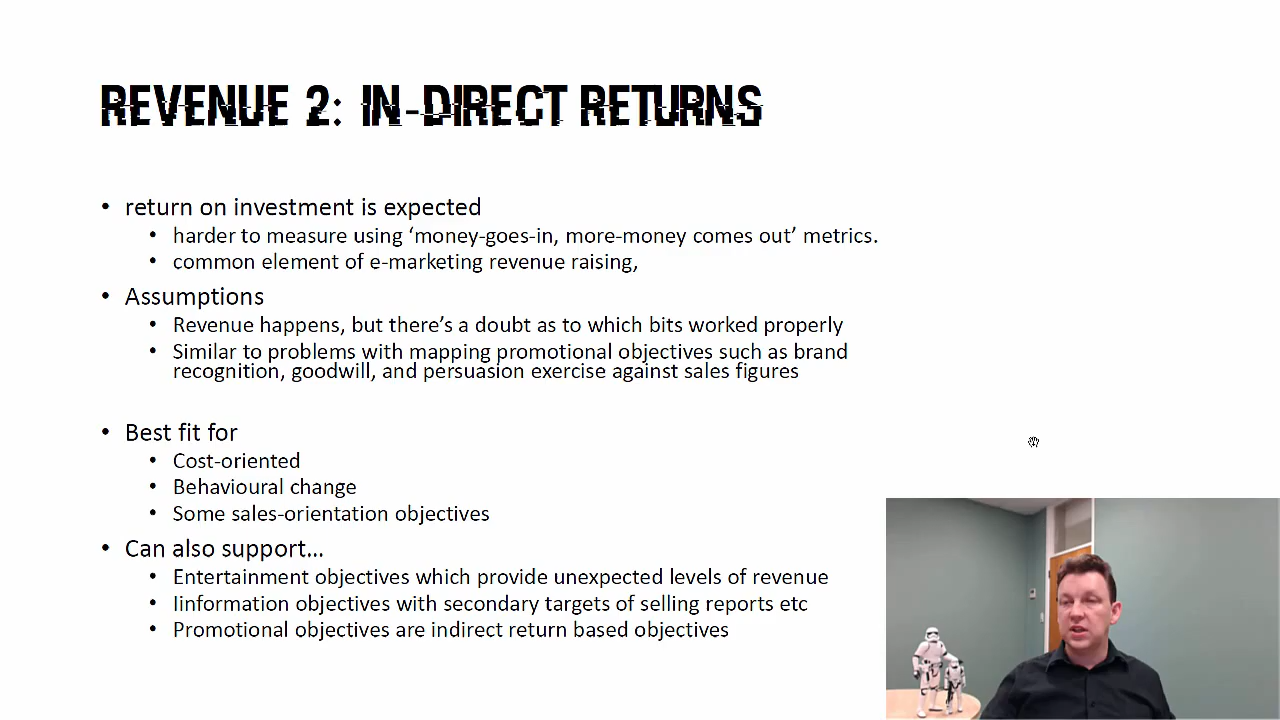 REVENUE 2: IN-DIRECT RETURNS
• return on investment is expected
• harder to measure using ‘money-goes-in, more-money comes out’ metrics.
• common element of e-marketing revenue raising,
• Assumptions
• Revenue happens, but there’s a doubt as to which bits worked properly
• Similar to problems with mapping promotional objectives such as brand
recognition, goodwill, and persuasion exercise against sales figures
• Best fit for
• Cost-oriented
• Behavioural change
• Some sales-orientation objectives
• Can also support…
• Entertainment objectives which provide unexpected levels of revenue
• Iinformation objectives with secondary targets of selling reports etc
• Promotional objectives are indirect return based objectives